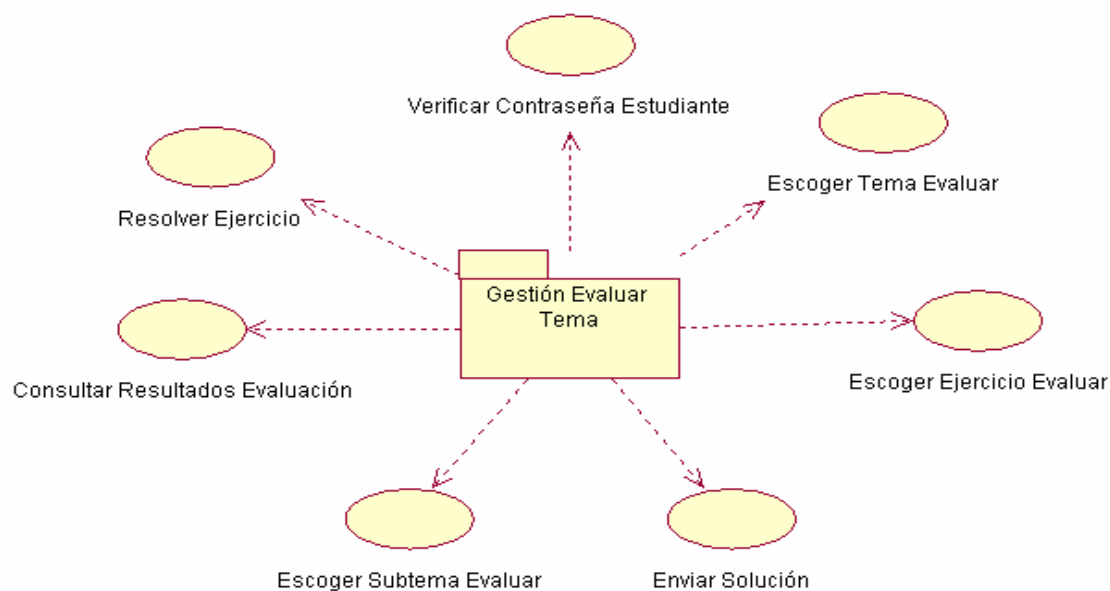 Verificar Contraseña Estudiante
Escoger Tema Evaluar
Resolver Ejercicio
Gestión Evaluar
Tema
Consultar Resultados Evaluación
Escoger Ejercicio Evaluar
Escoger Subtema Evaluar
Enviar Solución